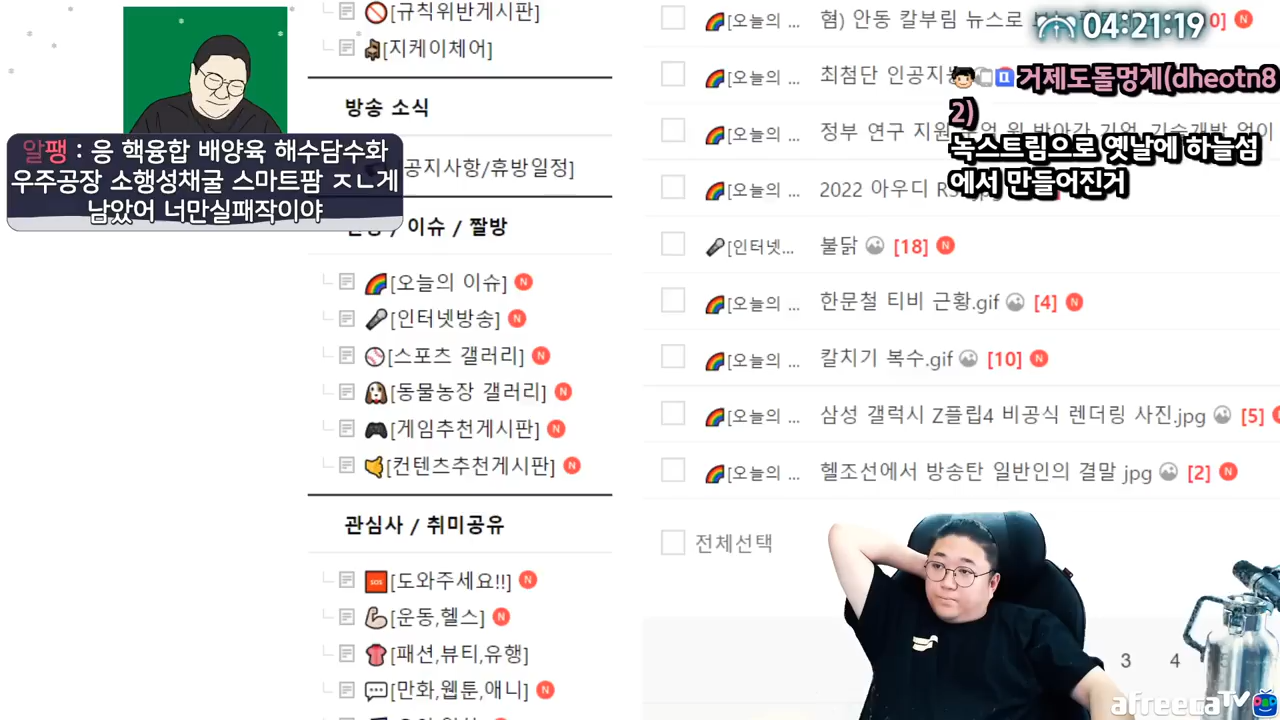 [규칙위반게시판]
[지케이체어]
방송 소식
알팽 : 응 핵융합 배양육 해수담수화
우주공장 소행성채굴 스마트팜 ㅈㄴ게
남았어 너만실패작이야
공지사항/휴방일정]
/ 이슈 / 짤방
[오늘의 이슈] N
[인터넷방송] N
[스포츠 갤러리] N
[동물농장 갤러리] N
[게임추천게시판] N
[컨텐츠추천게시판] N
관심사 / 취미공유
SOS [도와주세요!!] N
[운동,헬스] N
[패션,뷰티,유행]
[만화,웹툰,애니] N
[오늘의 ... 혐) 안동 칼부림 뉴스로 N
04:21:19
[오늘의 ... 최첨단 인공지
거제도돌멍게(dheotn8
2)
녹스트림으로 옛날에 하늘섬
에서 만들어진거
[오늘의 ... 정부 연구 지원
[오늘의 ... 2022 아우디
[인터넷... 불닭 [18] N
[오늘의 ... 한문철 티비 근황.gif [4] N
[오늘의 ... 칼치기 복수.gif [10] N
[오늘의 ... 삼성 갤럭시 Z플립4 비공식 렌더링 사진.jpg [5]
[오늘의 ... 헬조선에서 방송탄 일반인의 결말 jpg [2] N
전체선택
3 4
afreecaTV